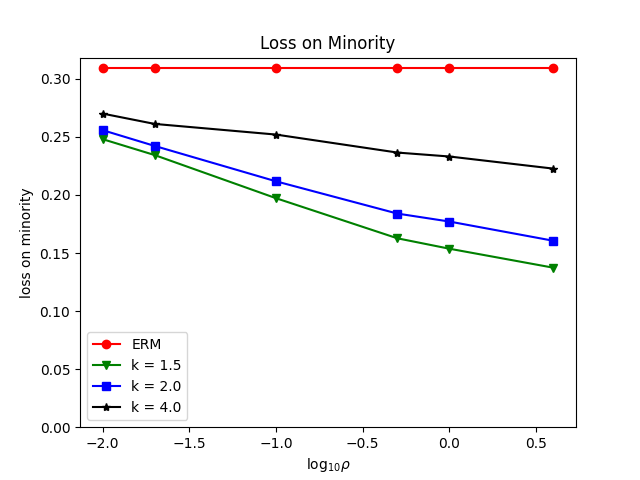 Loss on Minority
loss on minority
0.30
0.25
0.20
0.15
0.10
0.05
0.00
ERM
k = 1.5
k = 2.0
k = 4.0
−2.0 −1.5 −1.0 −0.5 0.0 0.5
log₁₀ρ